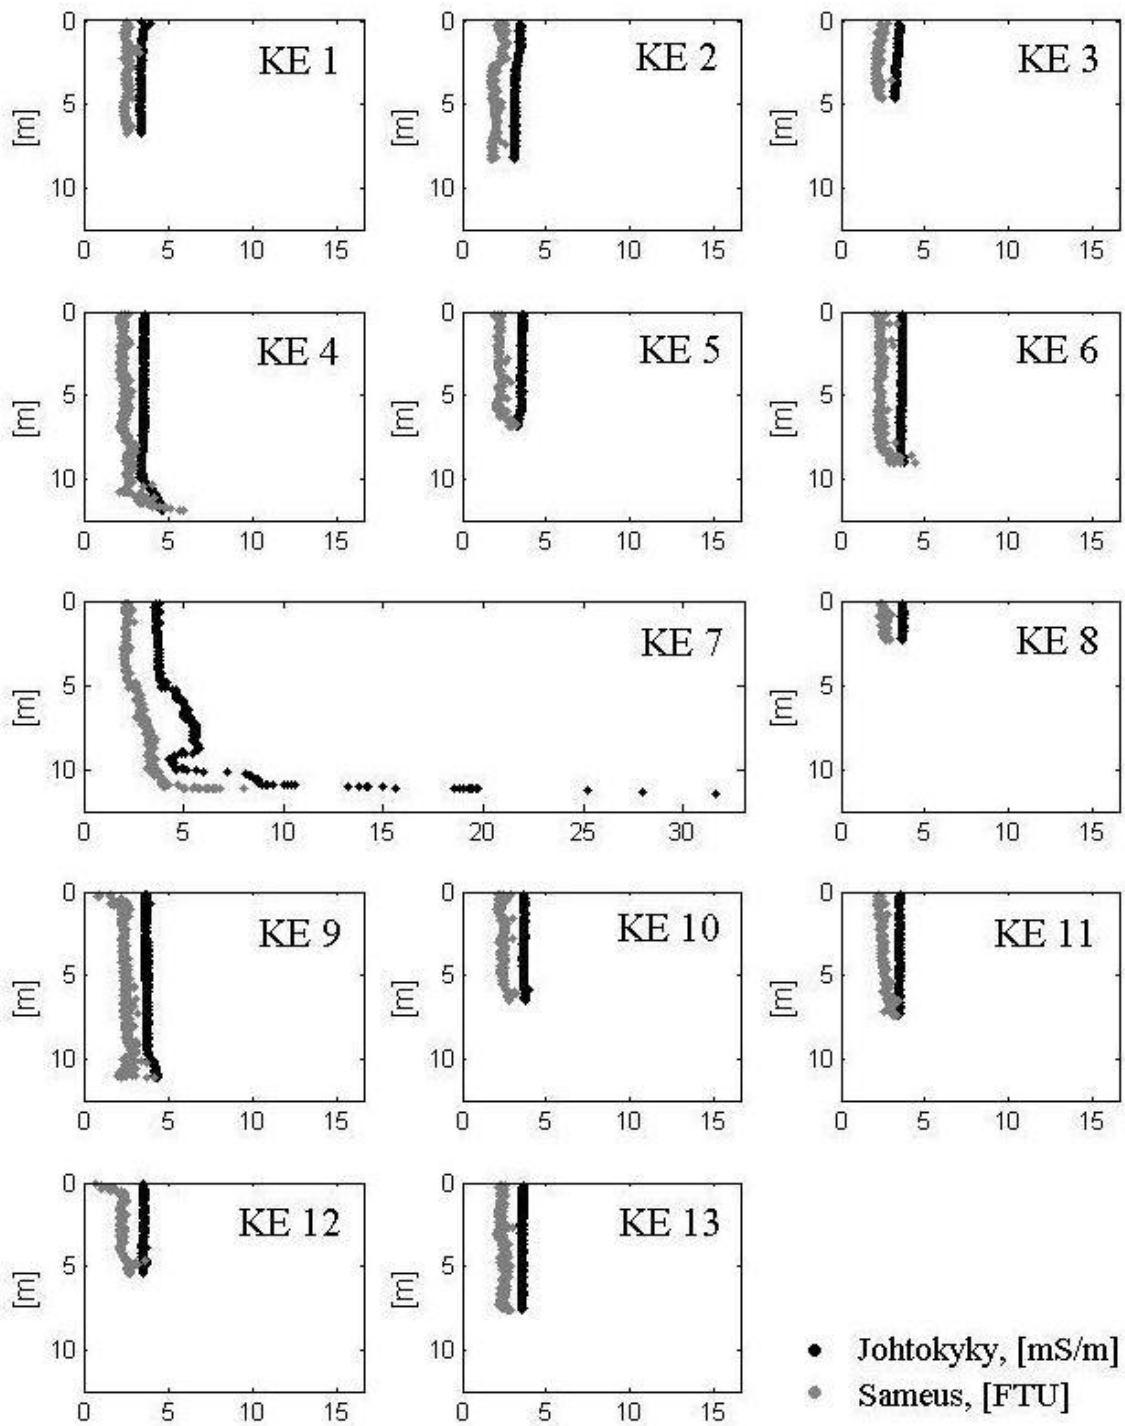 KE 1 KE 2 KE 3
0 0 0
5 5 5
10 10 10
[m] [m] [m]
0 5 10 15 0 5 10 15 0 5 10 15
KE 4 KE 5 KE 6
0 0 0
5 5 5
10 10 10
[m] [m] [m]
0 5 10 15 0 5 10 15 0 5 10 15
KE 7 KE 8
0 0
5 5
10 10
[m] [m]
0 5 10 15 20 25 30 0 5 10 15
KE 9 KE 10 KE 11
0 0 0
5 5 5
10 10 10
[m] [m] [m]
0 5 10 15 0 5 10 15 0 5 10 15
KE 12 KE 13
0 0
5 5
10 10
[m] [m]
0 5 10 15 0 5 10 15
Johtokyky, [mS/m]
Sameus, [FTU]